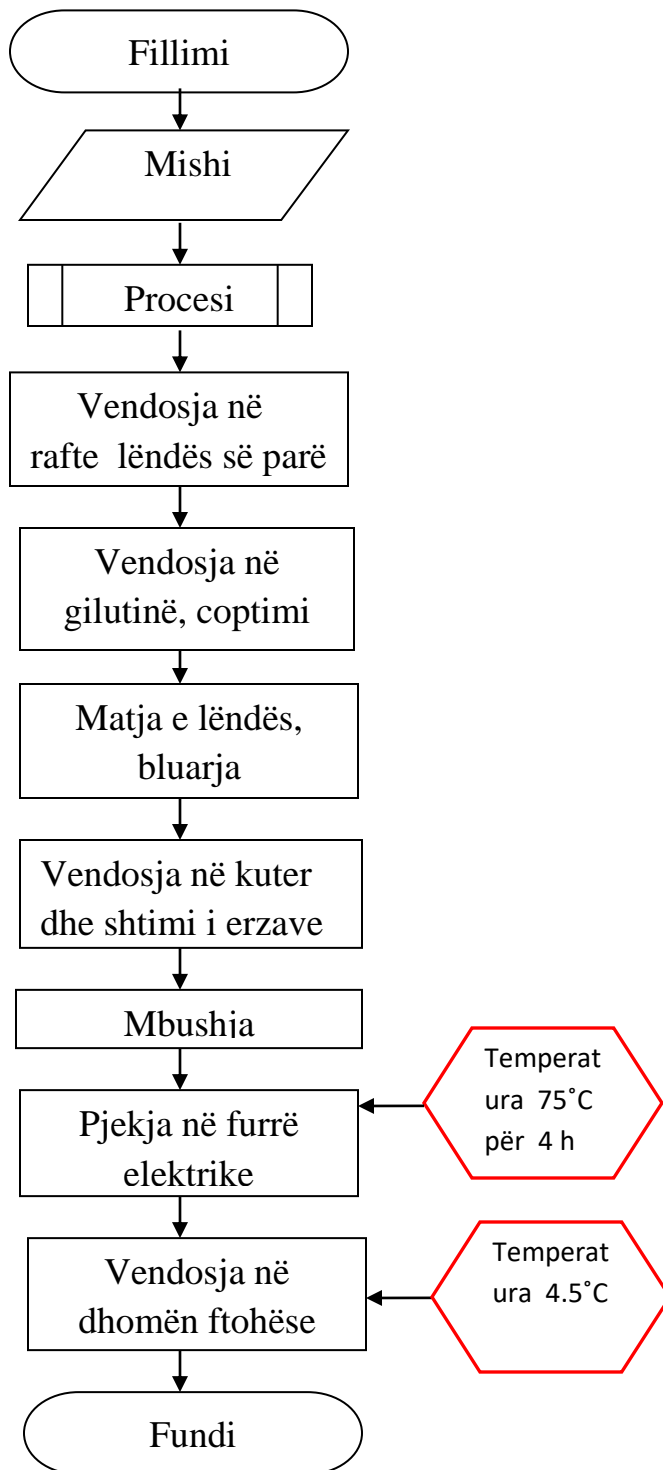 Fillimi
Mishi
Procesi
Vendosja në
rafte lëndës së parë
Vendosja në
gilutinë, coptimi
Matja e lëndës,
bluarja
Vendosja në kuter
dhe shtimi i erzave
Mbushja
Temperat
ura 75˚C
për 4 h
Pjekja në furrë
elektrike
Temperat
ura 4.5˚C
Vendosja në
dhomën ftohëse
Fundi